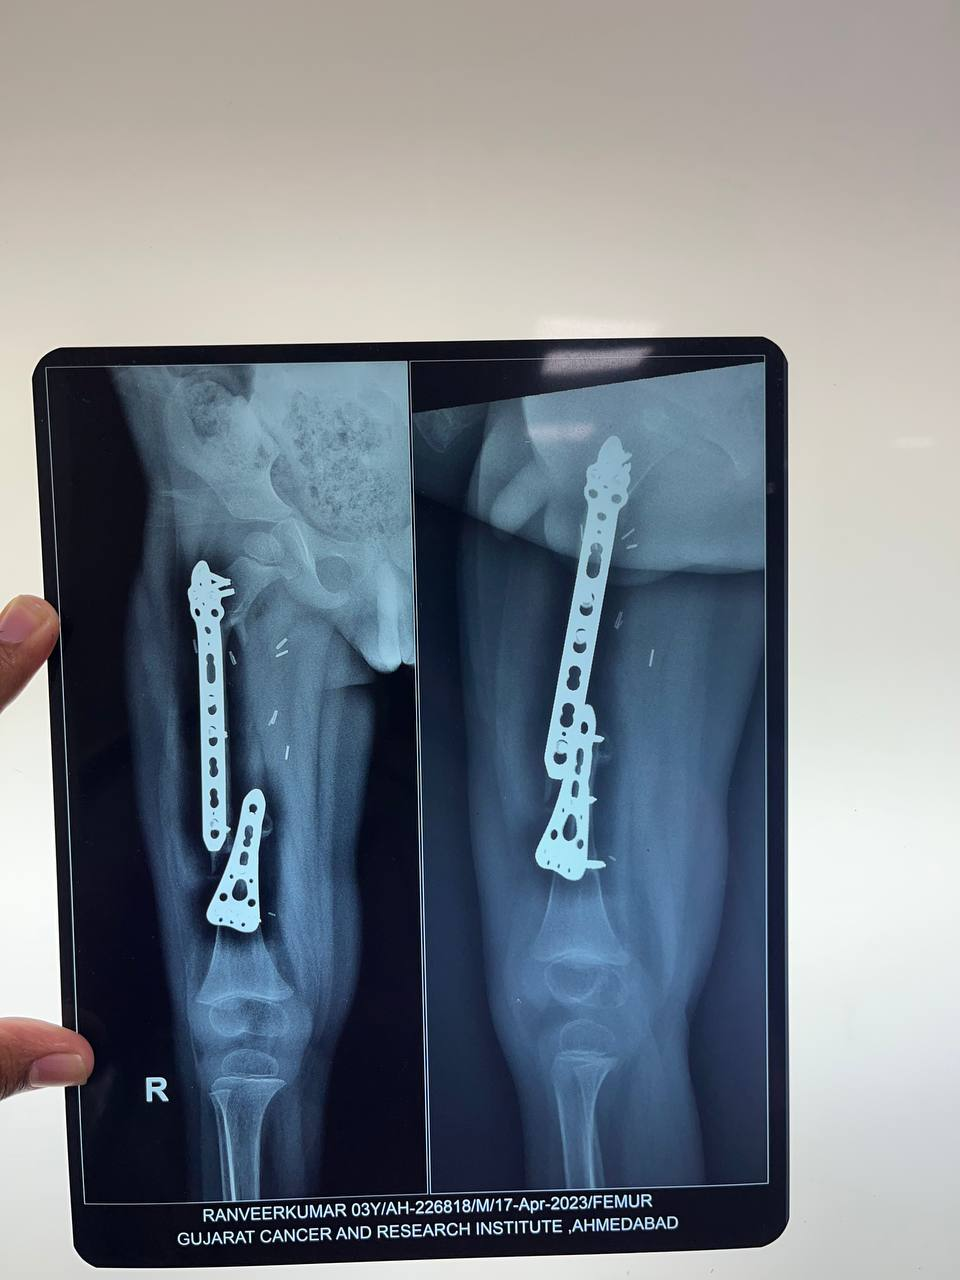 R
RANVEERKUMAR 03Y/AH-226818/M/17-Apr-2023/FEMUR
GUJARAT CANCER AND RESEARCH INSTITUTE ,AHMEDABAD